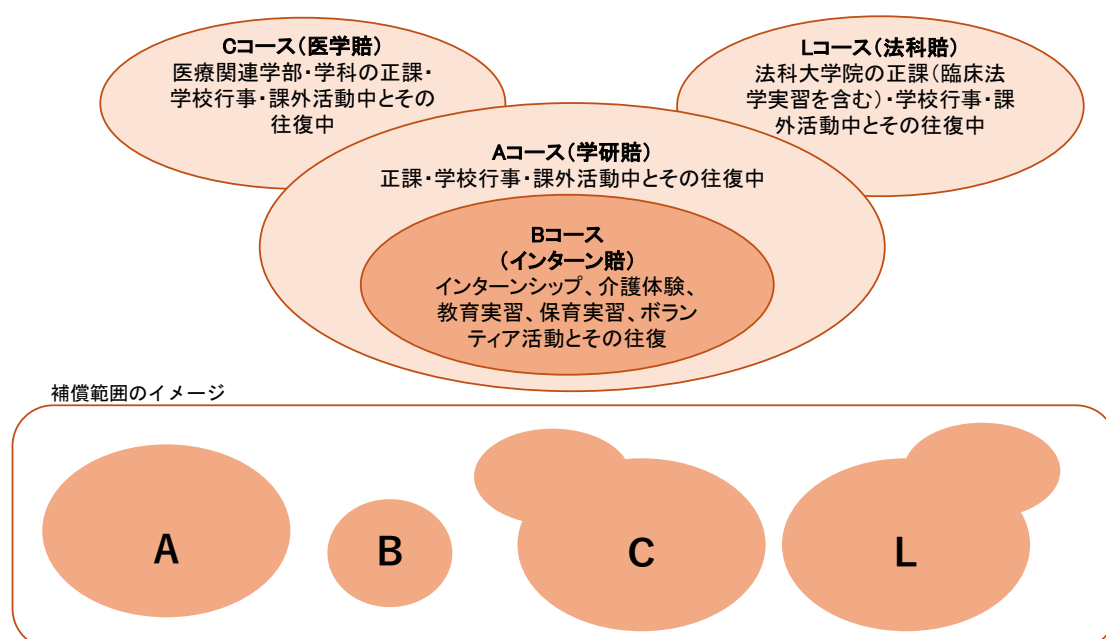 Cコース(医学賠)
医療関連学部・学科の正課・
学校行事・課外活動中とその
往復中
Lコース(法科賠)
法科大学院の正課(臨床法
学実習を含む)・学校行事・課
外活動中とその往復中
Aコース(学研賠)
正課・学校行事・課外活動中とその往復中
Bコース
(インターン賠)
インターンシップ、介護体験、
教育実習、保育実習、ボラン
ティア活動とその往復
補償範囲のイメージ
A
B
C
L